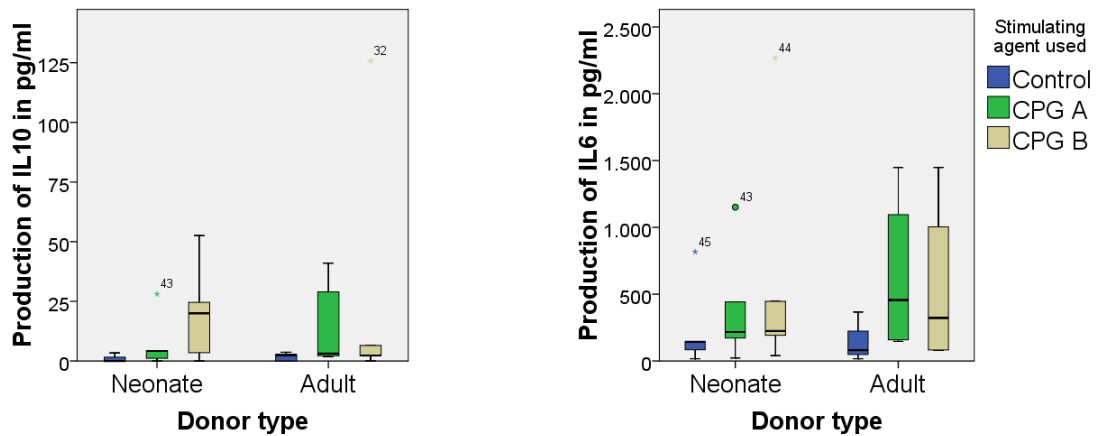 Production of IL10 in pg/ml
125
100
75
50
25
0
32
43
Neonate Adult
Donor type
Production of IL6 in pg/ml
2.500
2.000
1.500
1.000
500
0
44
43
45
Neonate Adult
Donor type
Stimulating
agent used
Control
CPG A
CPG B